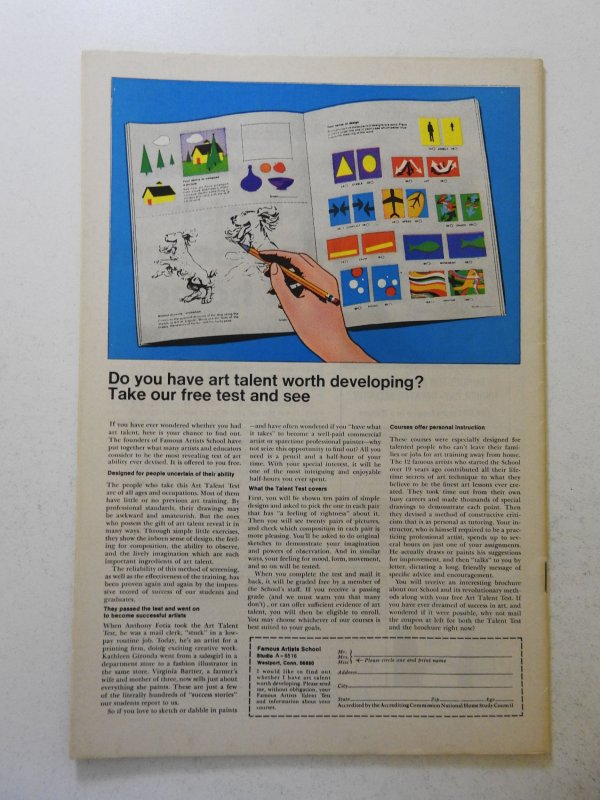 Do you have art talent worth developing?
Take our free test and see
If you have ever wondered whether you had
art talent, here is your chance to find out.
The founders of Famous Artists School have
put together what many artists and educators
consider to be the most revealing test of art
ability ever devised. It is offered to you free.
Designed for people uncertain of their ability
The people who take this Art Talent Test
are of all ages and occupations. Most of them
have little or no previous art training. By
professional standards, their drawings may
be awkward and amateurish. But the ones
who possess the gift of art talent reveal it in
many ways. Through simple little exercises,
they show the inborn sense of design, the feel-
ing for composition, the ability to observe,
and the lively imagination which are such
important ingredients of art talent.
The reliability of this method of screening,
as well as the effectiveness of the training, has
been proven again and again by the impres-
sive record of success of our students and
graduates.
They passed the test and went on
to become successful artists
When Anthony Fotia took the Art Talent
Test, he was a mail clerk, "stuck" in a low-
pay routine job. Today, he's an artist for a
printing firm, doing exciting creative work.
Kathleen Gironda went from a salesgirl in a
department store to a fashion illustrator in
the same store. Virginia Bartter, a farmer's
wife and mother of three, now sells just about
everything she paints. These are just a few
of the literally hundreds of "success stories"
our students report to us.
So if you love to sketch or dabble in paints
—and have often wondered if you "have what
it takes" to become a well-paid commercial
artist or sparetime professional painter—why
not seize this opportunity to find out? All you
need is a pencil and a half-hour of your
time. With your special interest, it will be
one of the most intriguing and enjoyable
half-hours you ever spent.
What the Talent Test covers
First, you will be shown ten pairs of simple
designs and asked to pick the one in each pair
that has "a feeling of rightness" about it.
Then you will see twenty pairs of pictures,
and check which composition in each pair is
more pleasing. You'll be asked to do original
sketches to demonstrate your imagination
and powers of observation. And in similar
ways, your feeling for mood, form, movement,
and so on will be tested.
When you complete the test and mail it
back, it will be graded free by a member of
the School's staff. If you receive a passing
grade (and we must warn you that many
don't), or can offer sufficient evidence of art
talent, you will then be eligible to enroll.
You may choose whichever of our courses is
best suited to your goals.
Courses offer personal instruction
These courses were especially designed for
talented people who can't leave their fami-
lies or jobs for art training away from home.
The 12 famous artists who started the School
over 19 years ago contributed all their life-
time secrets of art technique to what they
believe to be the finest art lessons ever cre-
ated. They took time out from their own
busy careers and made thousands of special
drawings to demonstrate each point. Then
they devised a method of constructive criti-
cism that is as personal as tutoring. Your in-
structor, who is himself required to be a prac-
ticing professional artist, spends up to sev-
eral hours on just one of your assignments.
He actually draws or paints his suggestions
for improvement, and then "talks" to you by
letter, dictating a long, friendly message of
specific advice and encouragement.
You will receive an interesting brochure
about our School and its revolutionary meth-
ods along with your free Art Talent Test. If
you have ever dreamed of success in art, and
wondered if it were possible, why not mail
the coupon at left for both the Talent Test
and the brochure right now?
Famous Artists School
Studio A-6516
Westport, Conn. 06880
I would like to find out
whether I have art talent
worth developing. Please send
me, without obligation, your
Famous Artists Talent Test
and information about your
courses.
Mr.
Mrs.
Miss
Please circle one and print name
Address
City
State Zip Age
Accredited by the Accrediting Commission National Home Study Council